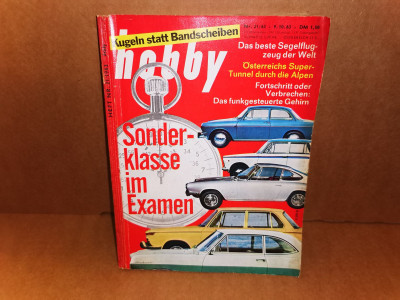 Kugeln statt Bandscheiben
hobby
Das beste Segelflug-
zeug der Welt
Österreichs Super-
Tunnel durch die Alpen
Fortschritt oder
Verbrechen:
Das funkgesteuerte Gehirn
Sonder-
klasse
im
Examen